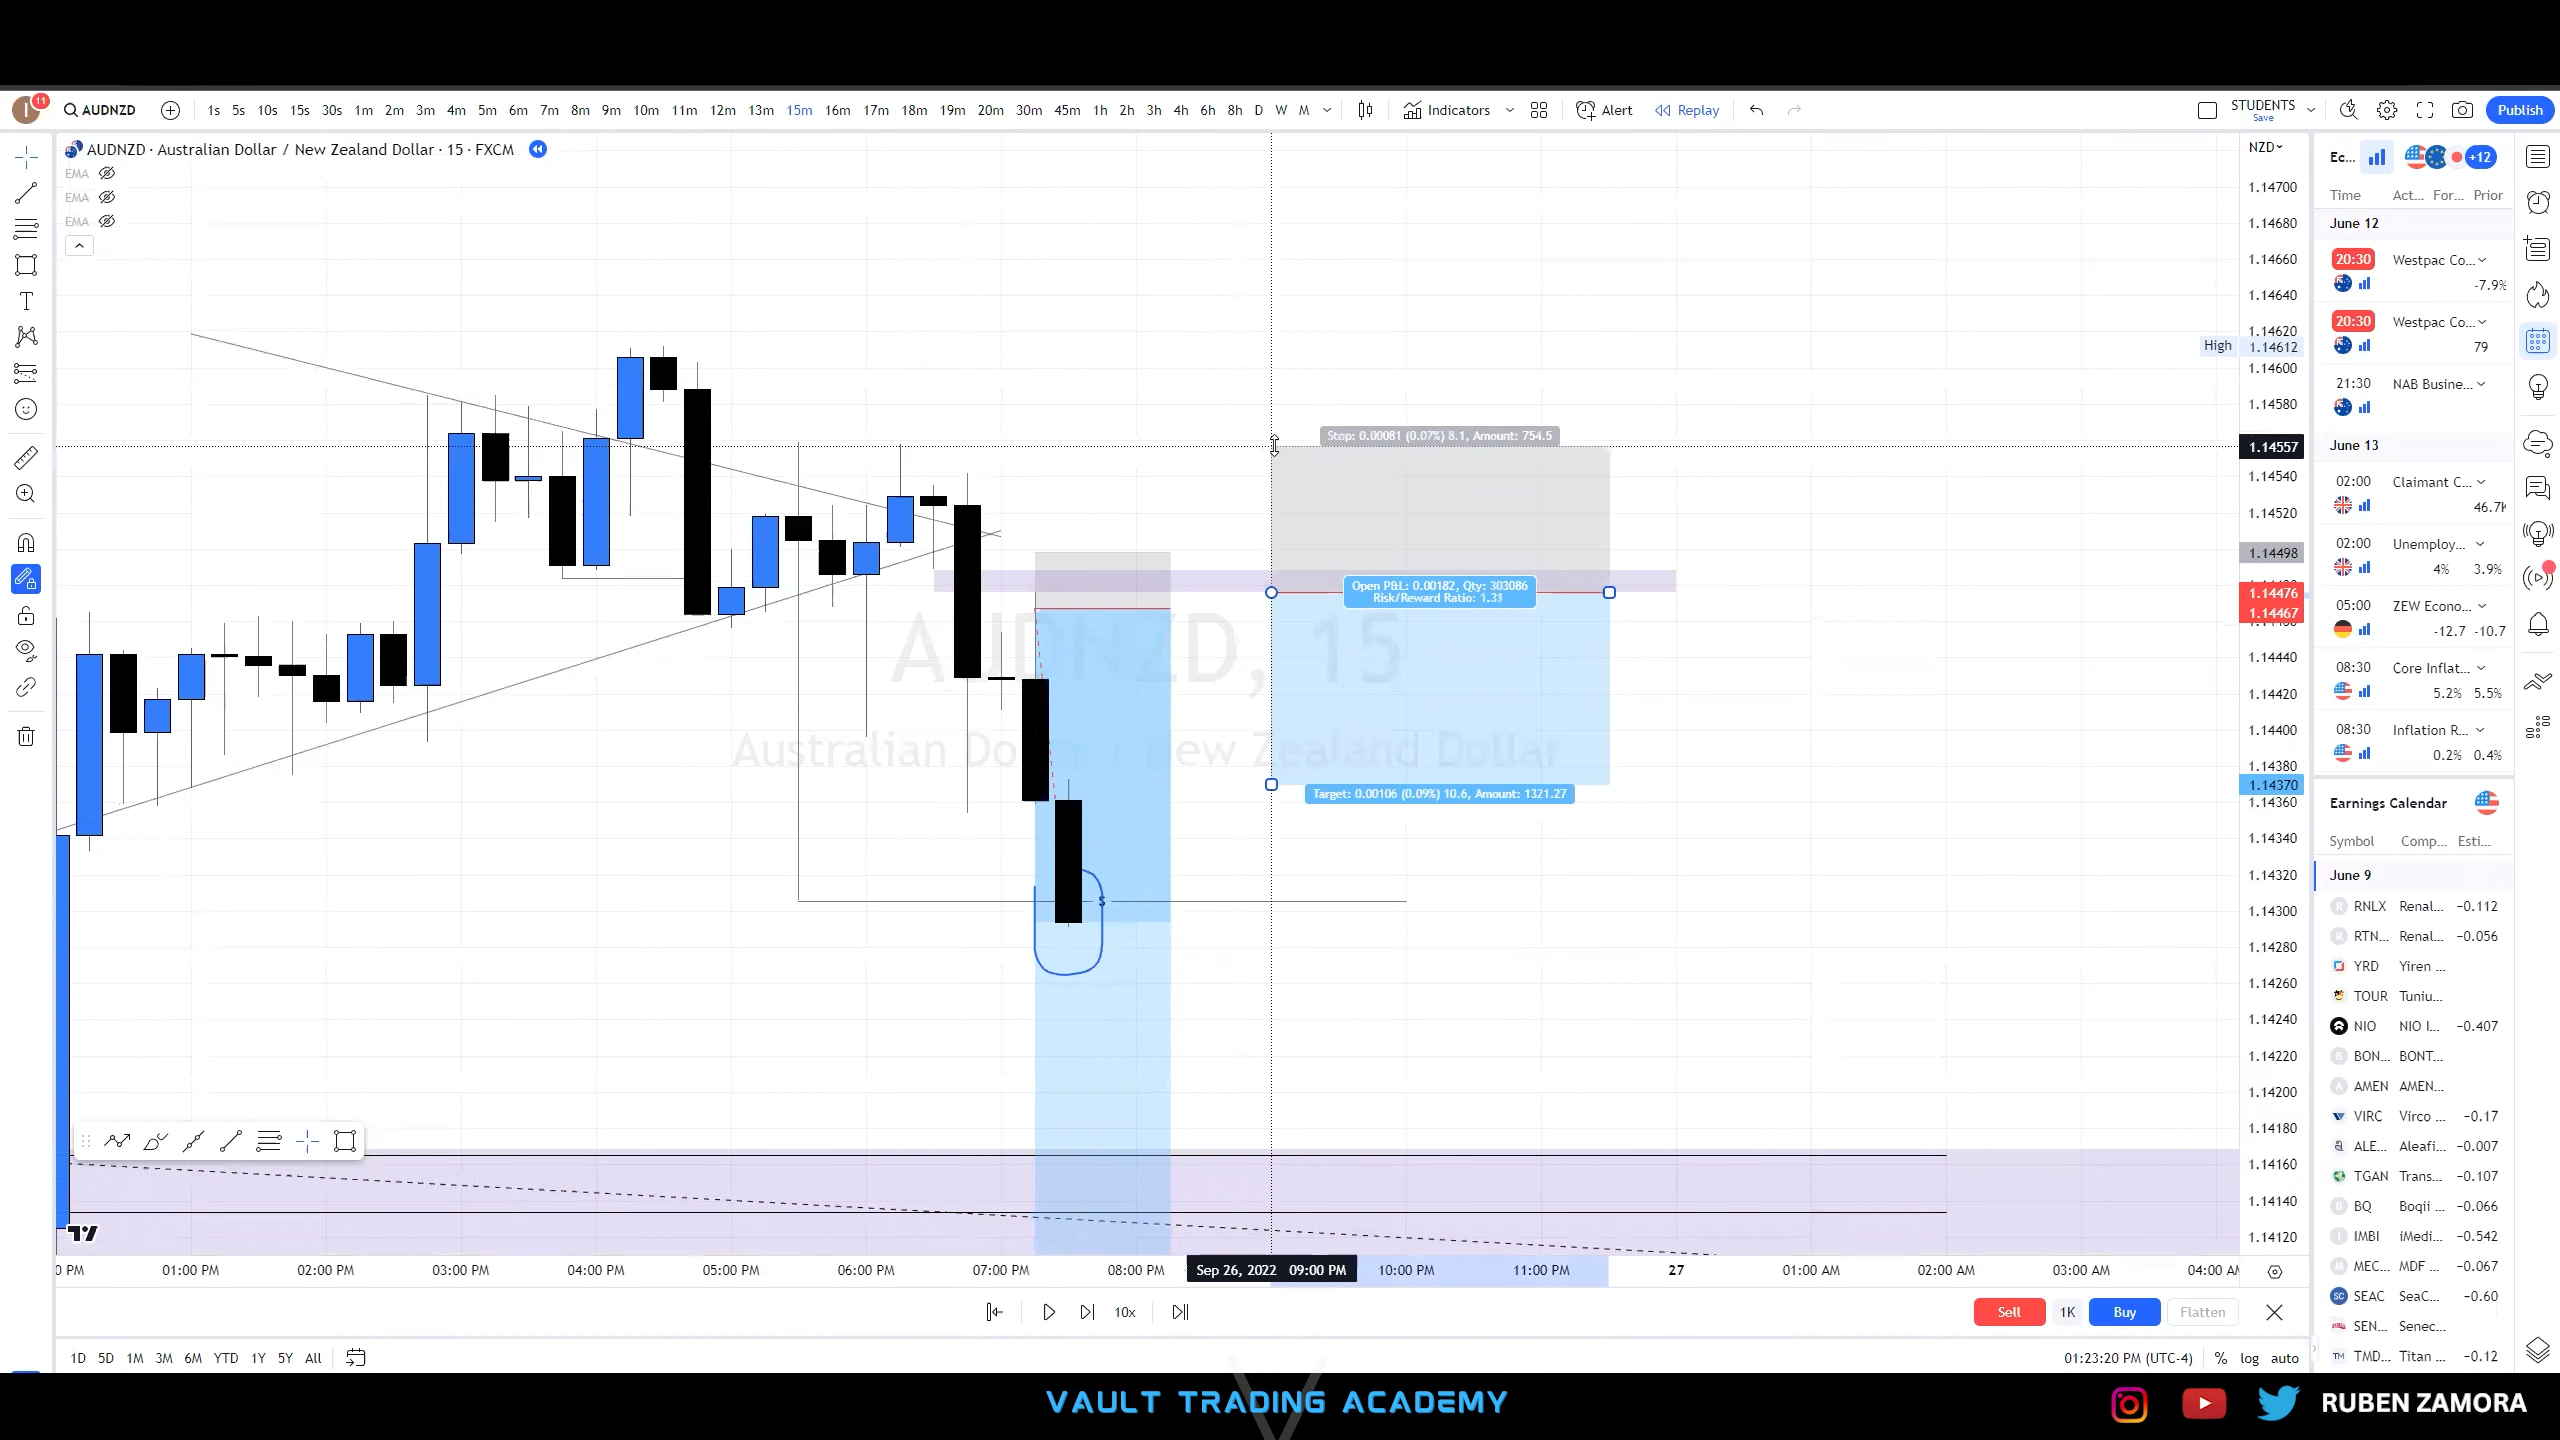 11
AUDNZD
1s 5s 10s 15s 30s 1m 2m 3m 4m 5m 6m 7m 8m 9m 10m 11m 12m 13m 15m 16m 17m 18m 19m 20m 30m 45m 1h 2h 3h 4h 6h 8h D W M
Indicators
Alert
Replay
STUDENTS
Save
Publish
AUDNZD · Australian Dollar / New Zealand Dollar · 15 · FXCM
EMA
EMA
EMA
AUDNZD, 15
Australian Dollar / New Zealand Dollar
Stop: 0.00081 (0.07%) 8.1, Amount: 754.5
Open P&L: 0.00182, Qty: 303086
Risk/Reward Ratio: 1.31
Target: 0.00106 (0.09%) 10.6, Amount: 1321.27
$
NZD
1.14700
1.14680
1.14660
1.14640
1.14620
High 1.14612
1.14600
1.14580
1.14557
1.14540
1.14520
1.14498
1.14476
1.14467
1.14440
1.14420
1.14400
1.14380
1.14370
1.14360
1.14340
1.14320
1.14300
1.14280
1.14260
1.14240
1.14220
1.14200
1.14180
1.14160
1.14140
1.14120
0 PM 01:00 PM 02:00 PM 03:00 PM 04:00 PM 05:00 PM 06:00 PM 07:00 PM 08:00 PM Sep 26, 2022 09:00 PM 10:00 PM 11:00 PM 27 01:00 AM 02:00 AM 03:00 AM 04:00 AM
10x
Sell 1K Buy Flatten
1D 5D 1M 3M 6M YTD 1Y 5Y All
01:23:20 PM (UTC-4) % log auto
Ec... +12
Time Act... For... Prior
June 12
20:30 Westpac Co...
-7.9%
20:30 Westpac Co...
79
21:30 NAB Busine...
June 13
02:00 Claimant C...
46.7K
02:00 Unemploy...
4% 3.9%
05:00 ZEW Econo...
-12.7 -10.7
08:30 Core Inflat...
5.2% 5.5%
08:30 Inflation R...
0.2% 0.4%
Earnings Calendar
Symbol Comp... Esti...
June 9
RNLX Renal... −0.112
RTN... Renal... −0.056
YRD Yiren ...
TOUR Tuniu...
NIO NIO I... −0.407
BON... BONT...
AMEN AMEN...
VIRC Virco ... −0.17
ALE... Aleafi... −0.007
TGAN Trans... −0.107
BQ Boqii ... −0.066
IMBI iMedi... −0.542
MEC... MDF ... −0.067
SEAC SeaC... −0.60
SEN... Senec...
TMD... Titan ... −0.12
VAULT TRADING ACADEMY
RUBEN ZAMORA